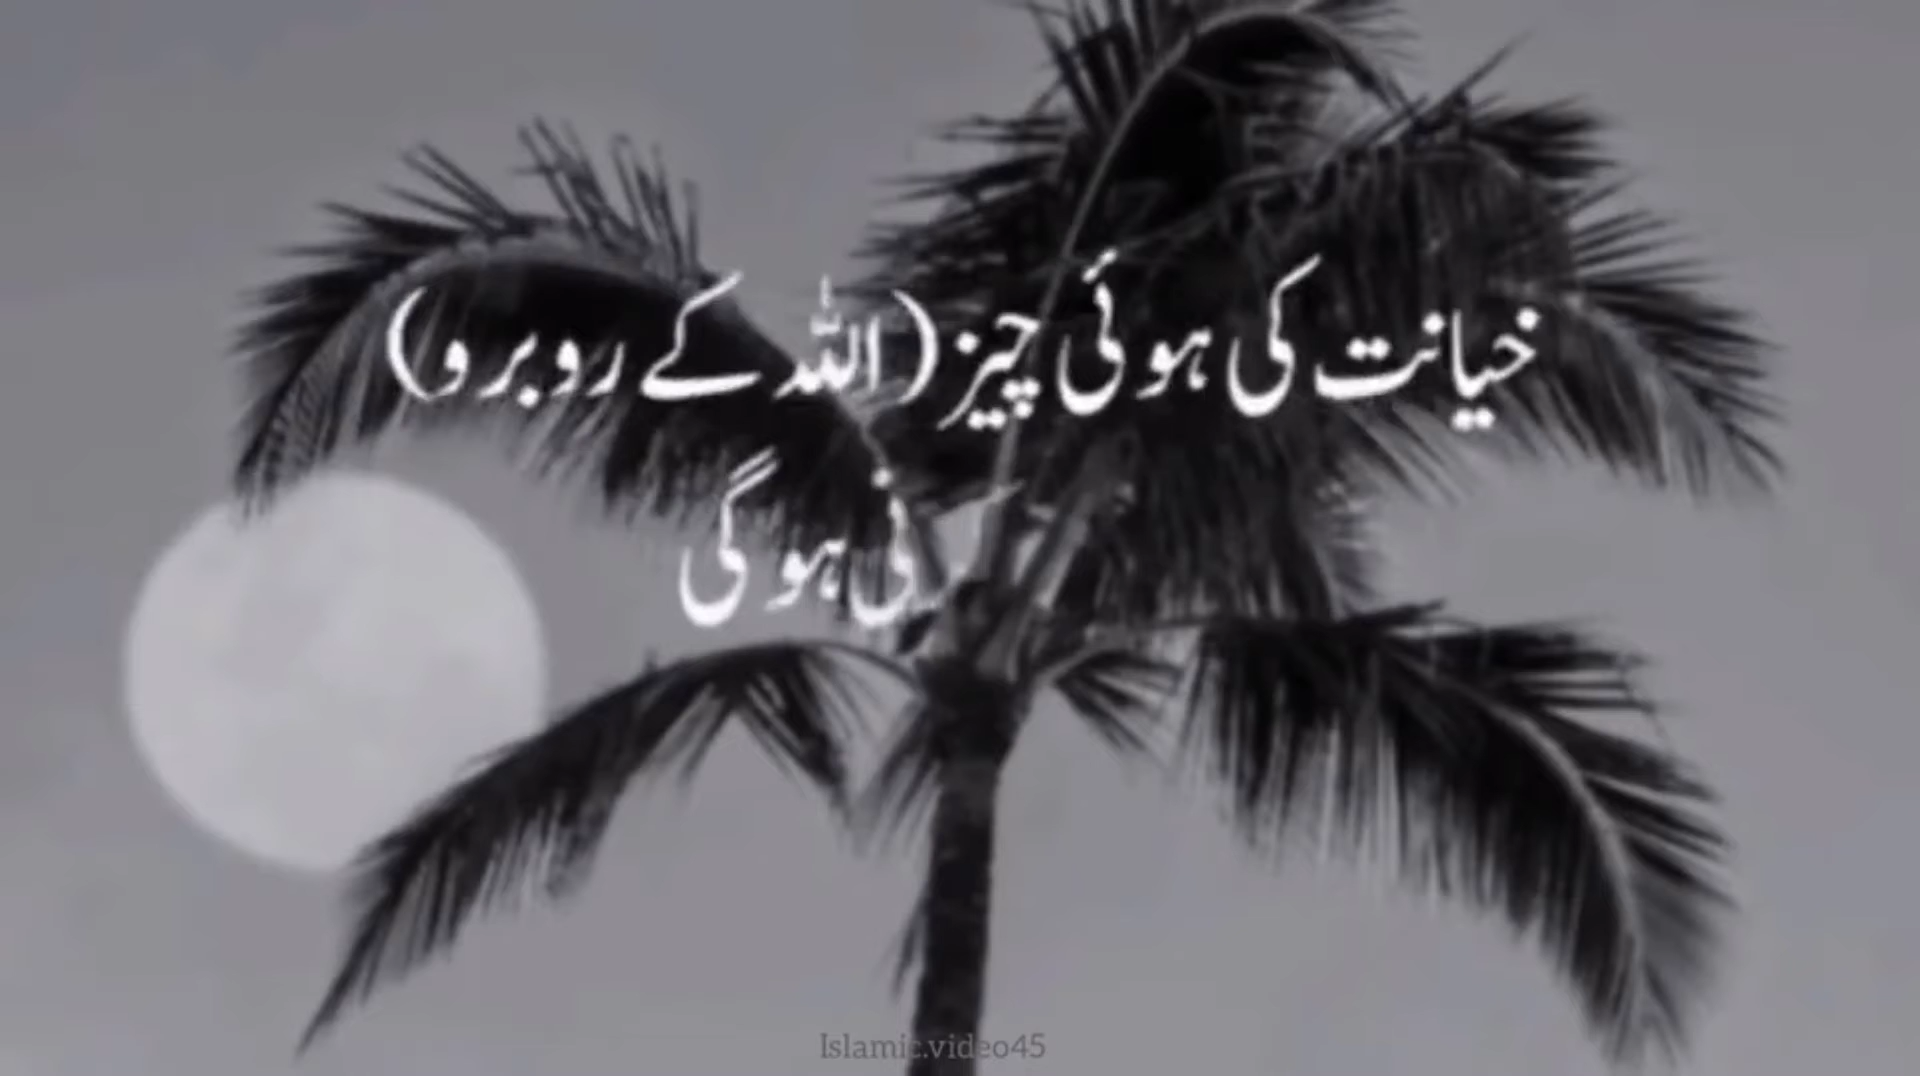 خیانت کی ہوئی چیز (اللہ کے روبرو)
ہو گی
Islamic.video45